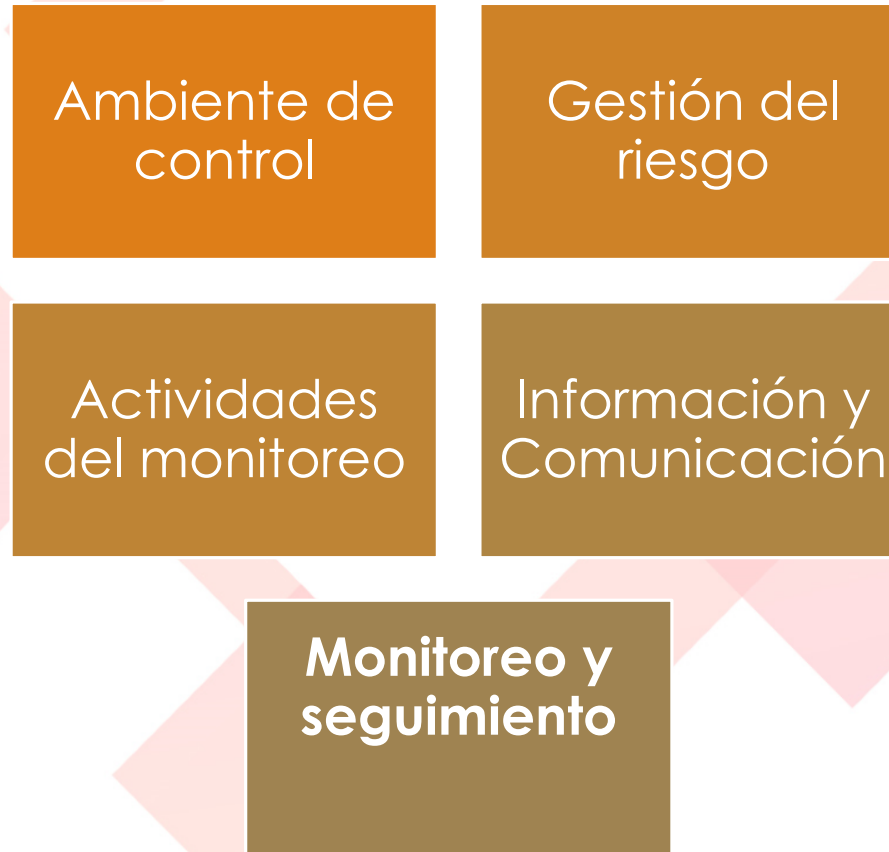 Ambiente de
control
Gestión del
riesgo
Actividades
del monitoreo
Información y
Comunicación
Monitoreo y
seguimiento